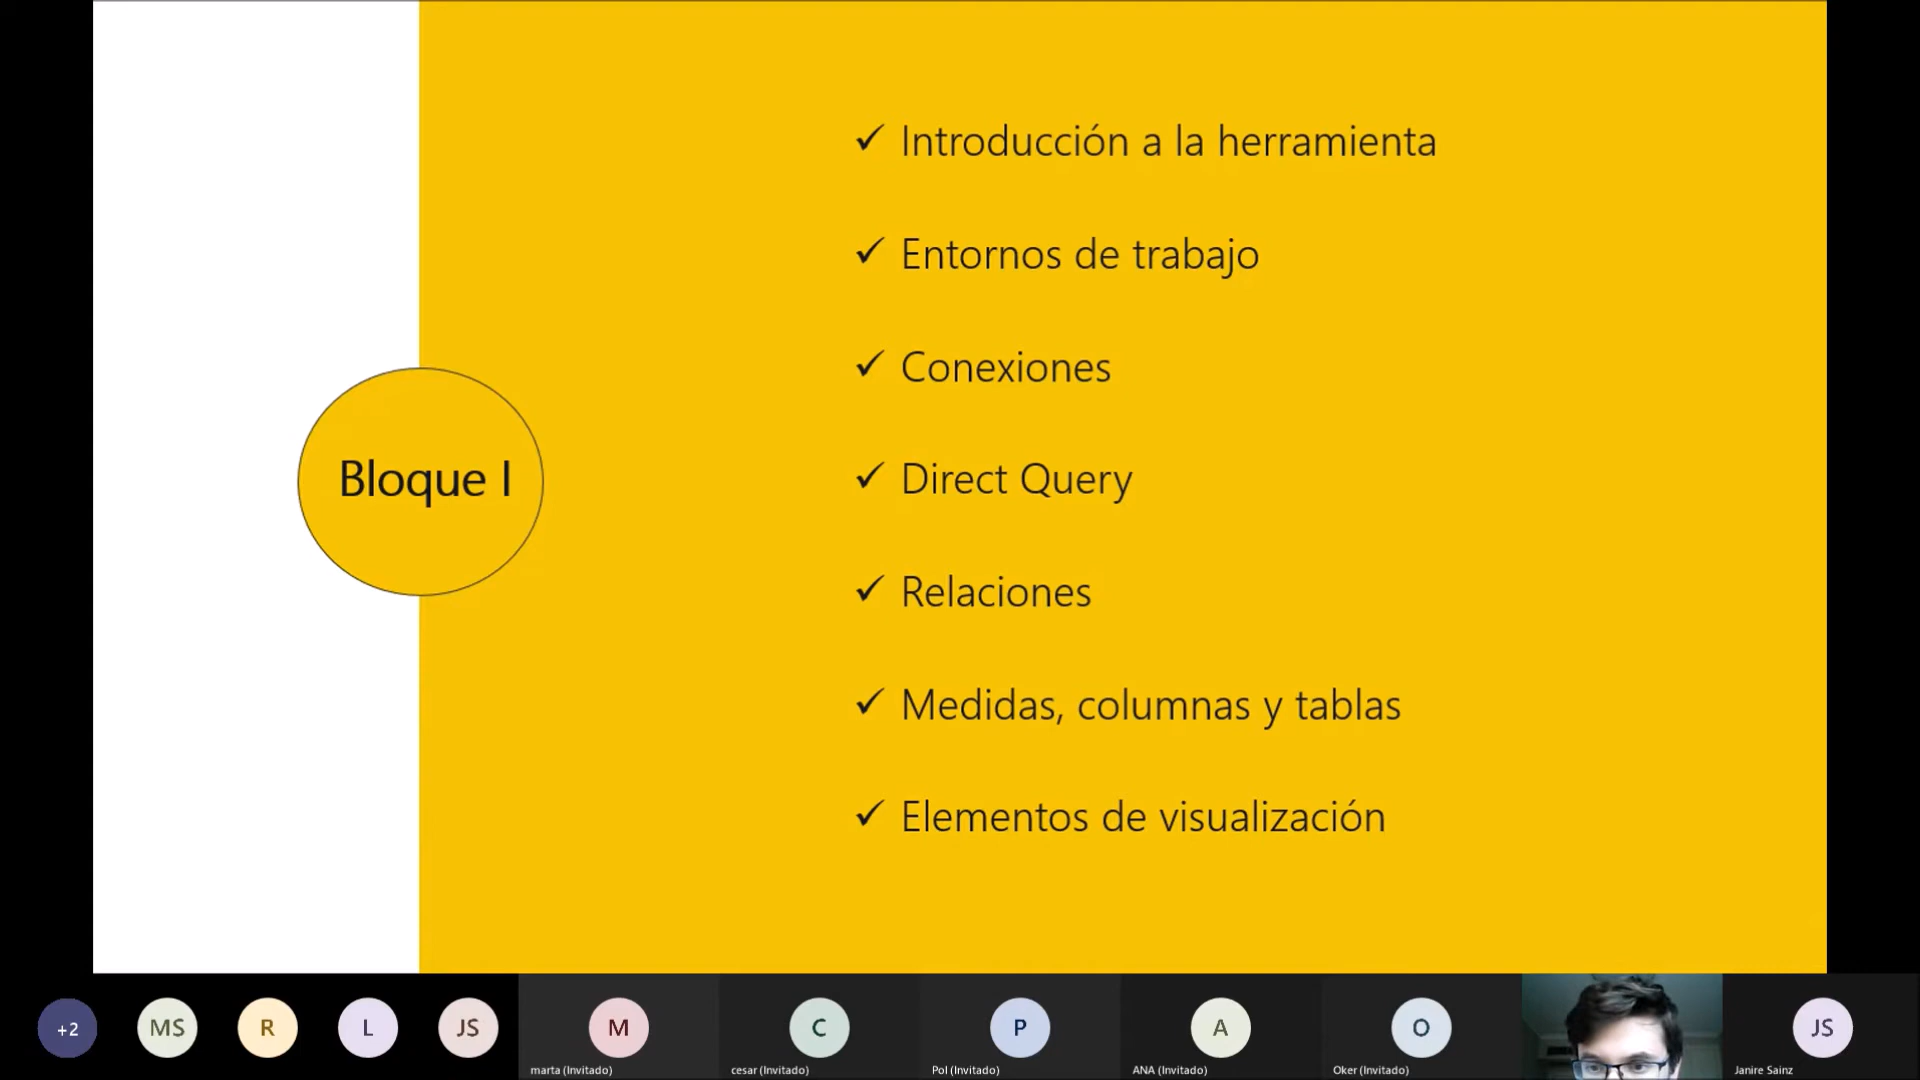 Introducción a la herramienta
Entornos de trabajo
Conexiones
Direct Query
Bloque I
Relaciones
Medidas, columnas y tablas
Elementos de visualización
+2
MS
R
L
JS
M
C
P
A
O
JS
marta (Invitado)
cesar (Invitado)
Pol (Invitado)
ANA (Invitado)
Oker (Invitado)
Janire Sainz